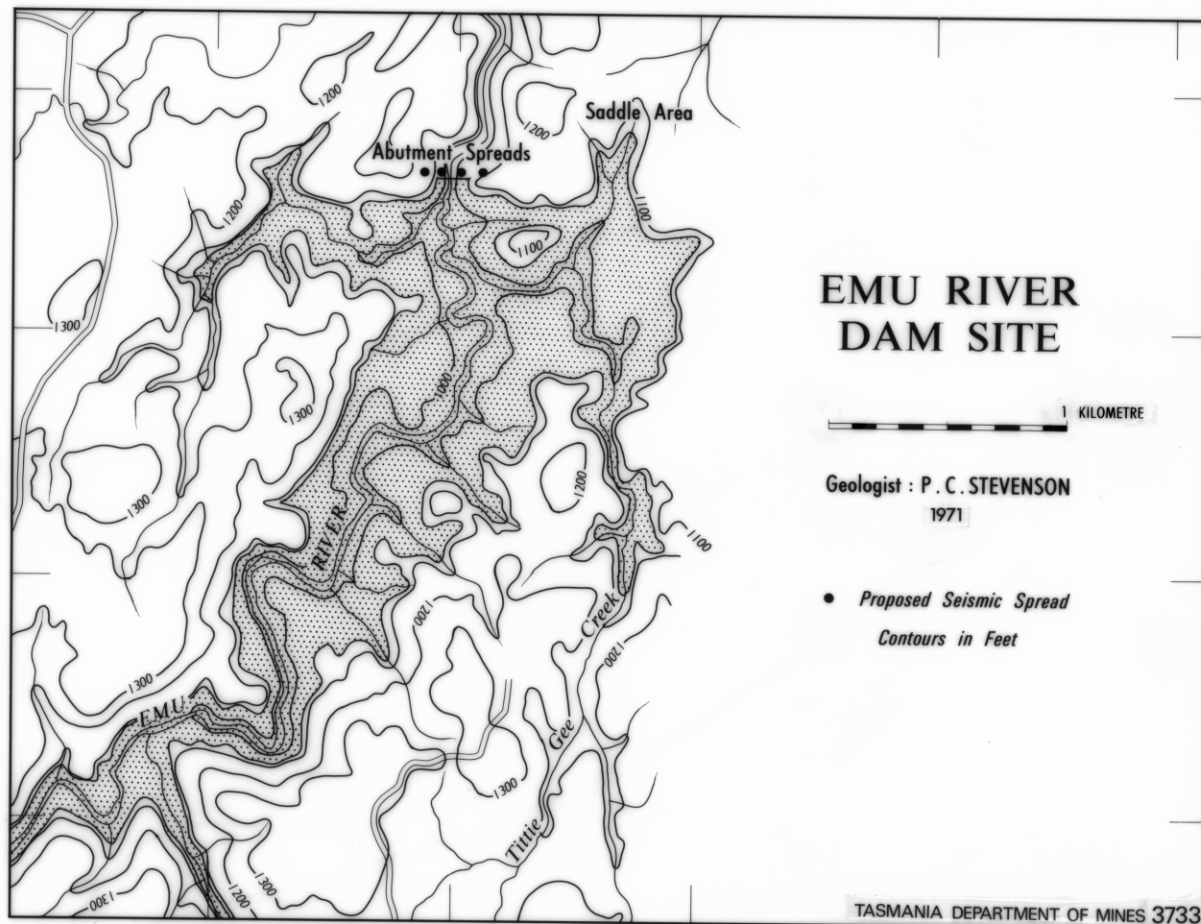 1200
Saddle Area
1200
Abutment Spreads
1200
1100
1100
1300
1000
1300
1300
1200
1100
RIVER
1200
Creek
1200
1300
EMU
Gee
1300
Tittie
1300
1200
1300
EMU RIVER
DAM SITE
1 KILOMETRE
Geologist : P. C. STEVENSON
1971
Proposed Seismic Spread
Contours in Feet
TASMANIA DEPARTMENT OF MINES 3733